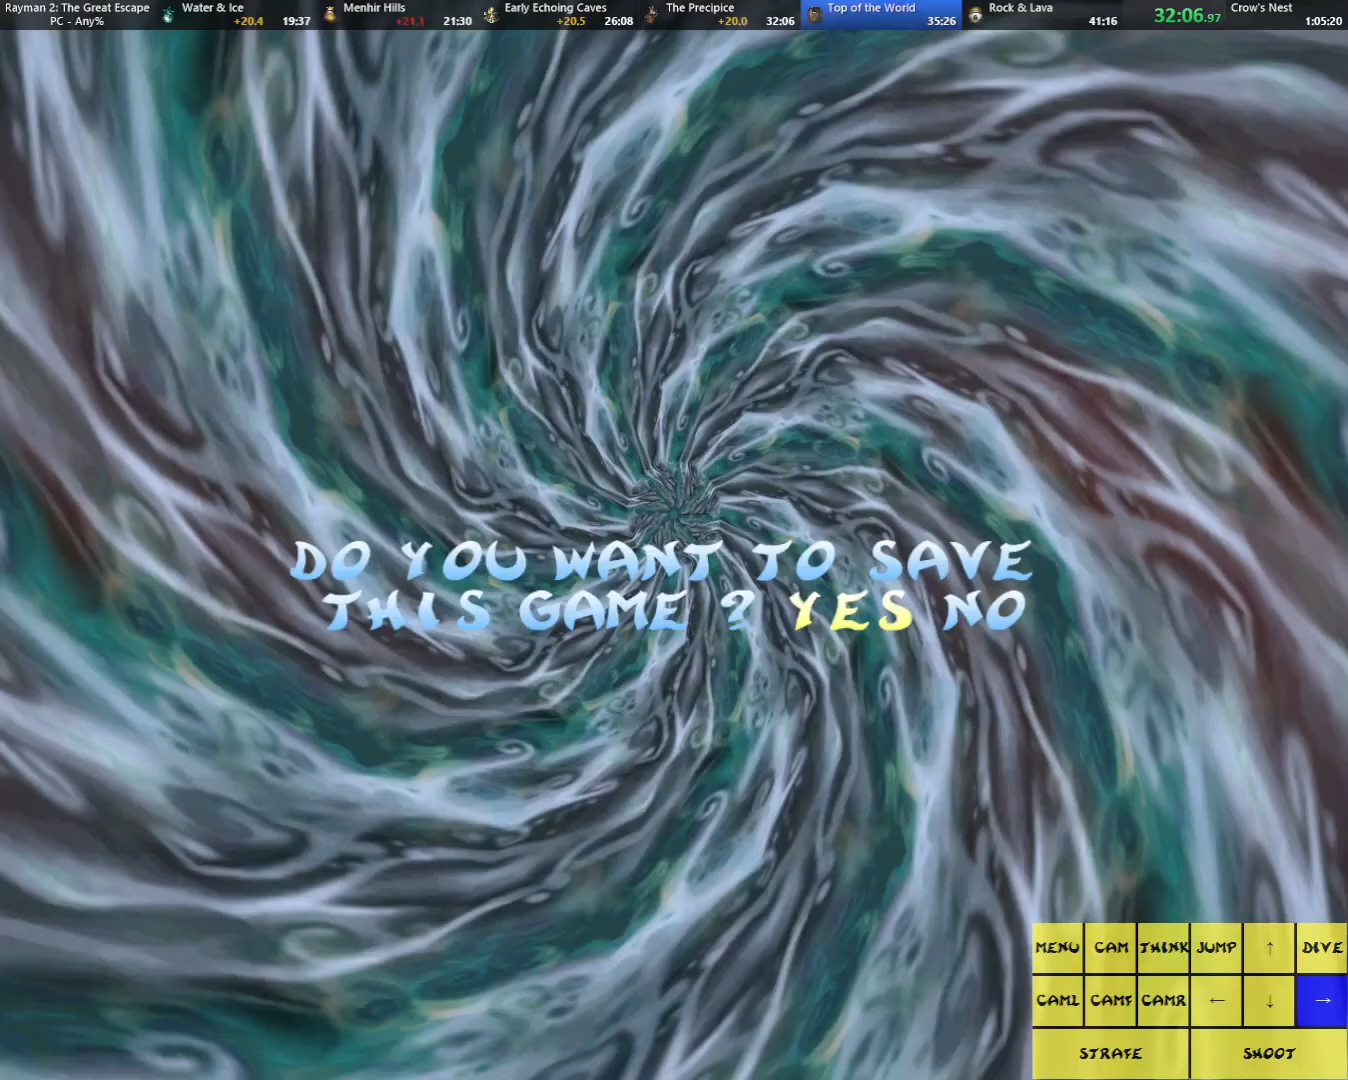 Rayman 2: The Great Escape
PC - Any%
Water & Ice
+20.4 19:37
Menhir Hills
+21.1 21:30
Early Echoing Caves
+20.5 26:08
The Precipice
+20.0 32:06
Top of the World
35:26
Rock & Lava
41:16
32:06.97
Crow's Nest
1:05:20
DO YOU WANT TO SAVE
THIS GAME ? YES NO
MENU CAM THINK JUMP ↑ DIVE
CAML CAMF CAMR ← ↓ →
STRAFE SHOOT